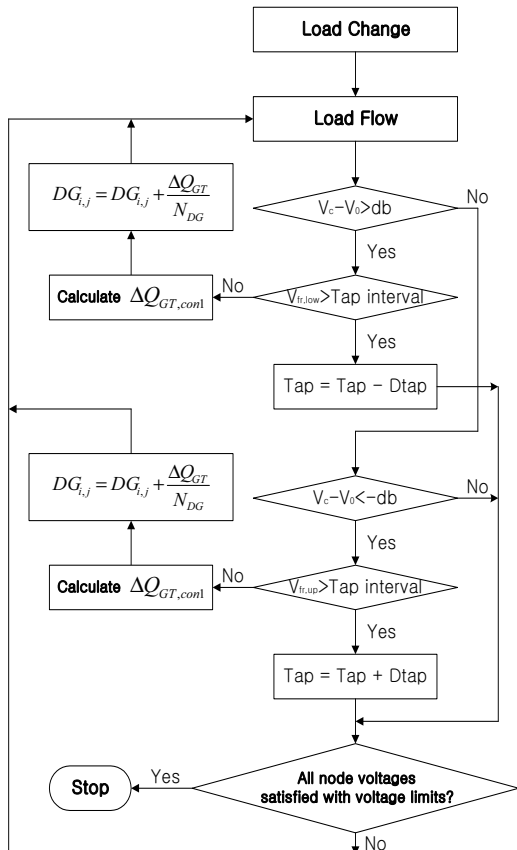 Load Change
Load Flow
DG_{i,j} = DG_{i,j} + \frac{ΔQ_{GT}}{N_{DG}}
V_c-V_0>db
No
Yes
Calculate ΔQ_{GT,con1}
No
V_{fr,low}>Tap interval
Yes
Tap = Tap - Dtap
DG_{i,j} = DG_{i,j} + \frac{ΔQ_{GT}}{N_{DG}}
V_c-V_0<-db
No
Yes
Calculate ΔQ_{GT,con1}
No
V_{fr,up}>Tap interval
Yes
Tap = Tap + Dtap
Stop
Yes
All node voltages
satisfied with voltage limits?
No